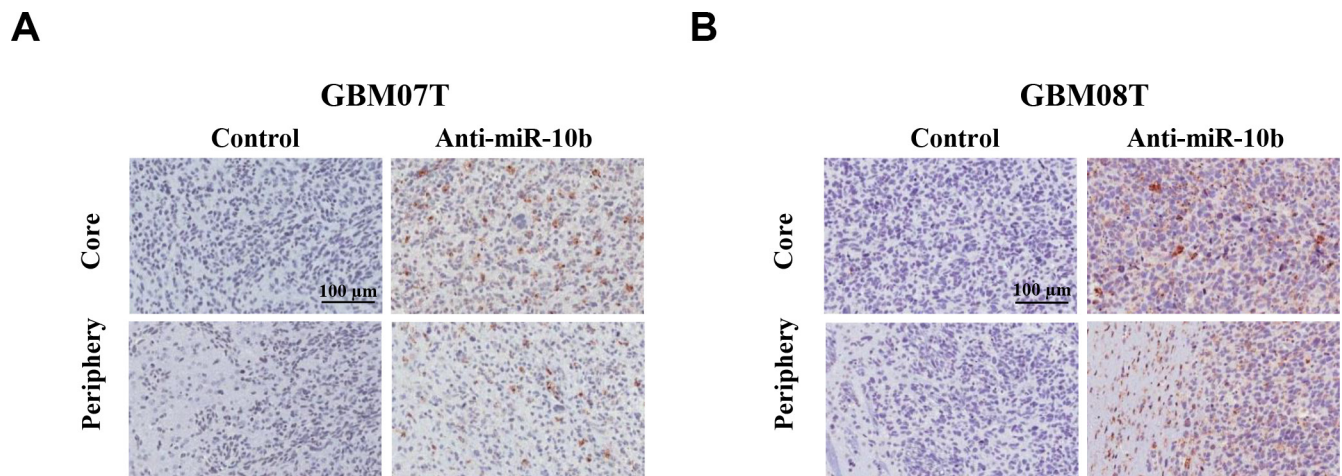 A
B
GBM07T
Control
Anti-miR-10b
Core
100 µm
Periphery
GBM08T
Control
Anti-miR-10b
Core
100 µm
Periphery